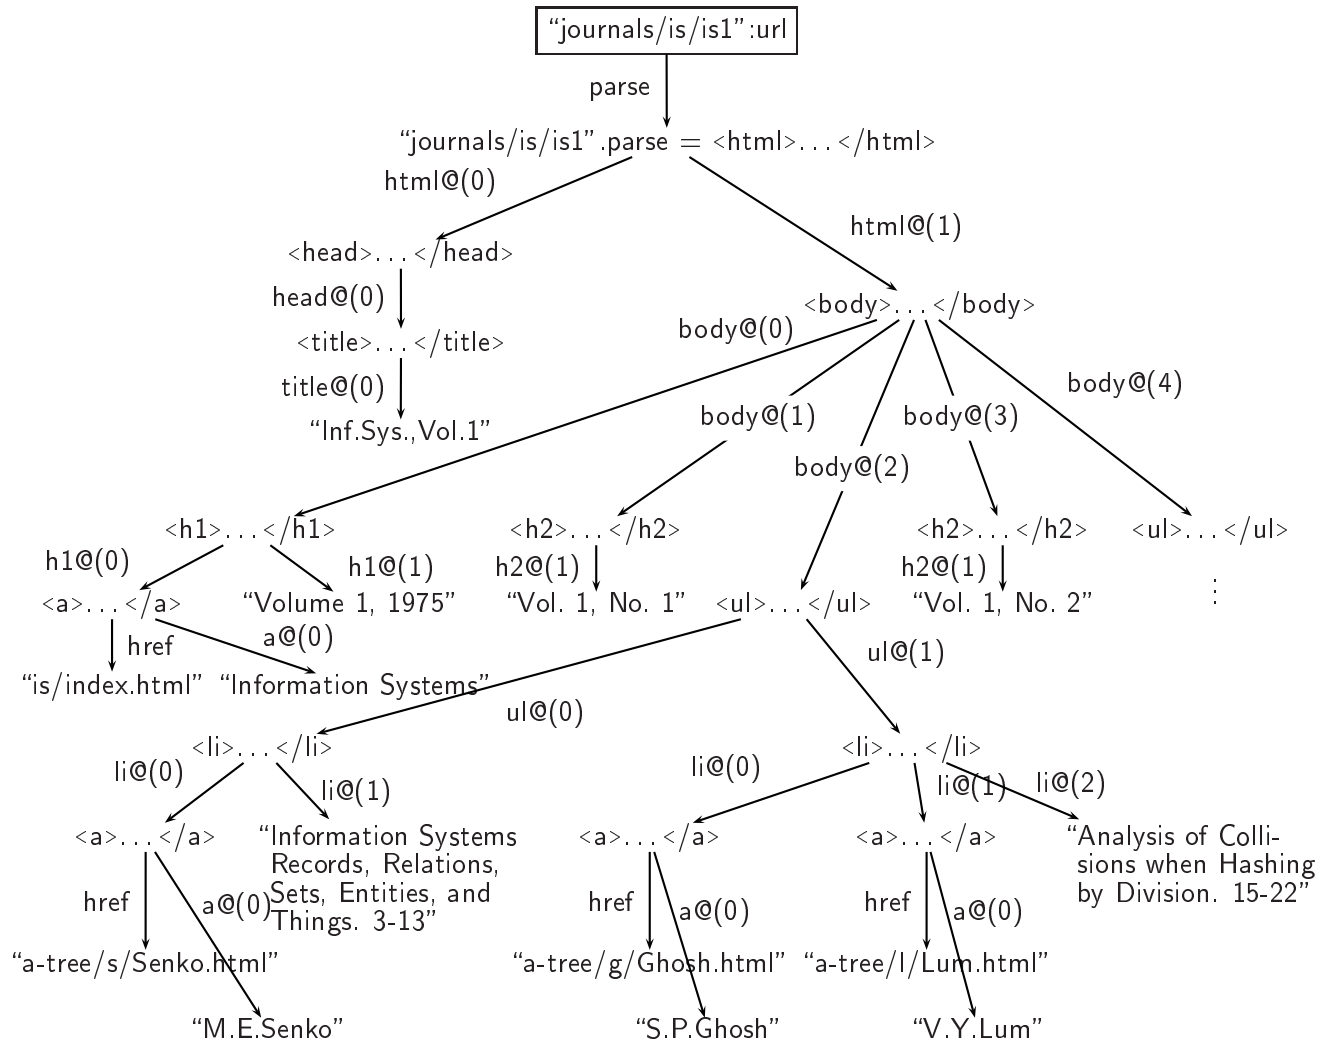 “journals/is/is1”:url
parse
“journals/is/is1”.parse = <html>...</html>
html@(0)
html@(1)
<head>...</head>
head@(0)
<body>...</body>
body@(0)
<title>...</title>
title@(0)
body@(4)
body@(1)
body@(3)
“Inf.Sys.,Vol.1”
body@(2)
<h1>...</h1>
<h2>...</h2>
<h2>...</h2>
<ul>...</ul>
h1@(0)
h1@(1)
h2@(1)
h2@(1)
<a>...</a>
“Volume 1, 1975”
“Vol. 1, No. 1”
<ul>...</ul>
“Vol. 1, No. 2”
⋮
href
a@(0)
ul@(1)
“is/index.html”
“Information Systems”
ul@(0)
<li>...</li>
<li>...</li>
li@(0)
li@(1)
li@(0)
li@(1)
li@(2)
<a>...</a>
“Information Systems
Records, Relations,
Sets, Entities, and
Things. 3-13”
<a>...</a>
<a>...</a>
“Analysis of Colli-
sions when Hashing
by Division. 15-22”
href
a@(0)
href
a@(0)
href
a@(0)
“a-tree/s/Senko.html”
“a-tree/g/Ghosh.html”
“a-tree/l/Lum.html”
“M.E.Senko”
“S.P.Ghosh”
“V.Y.Lum”